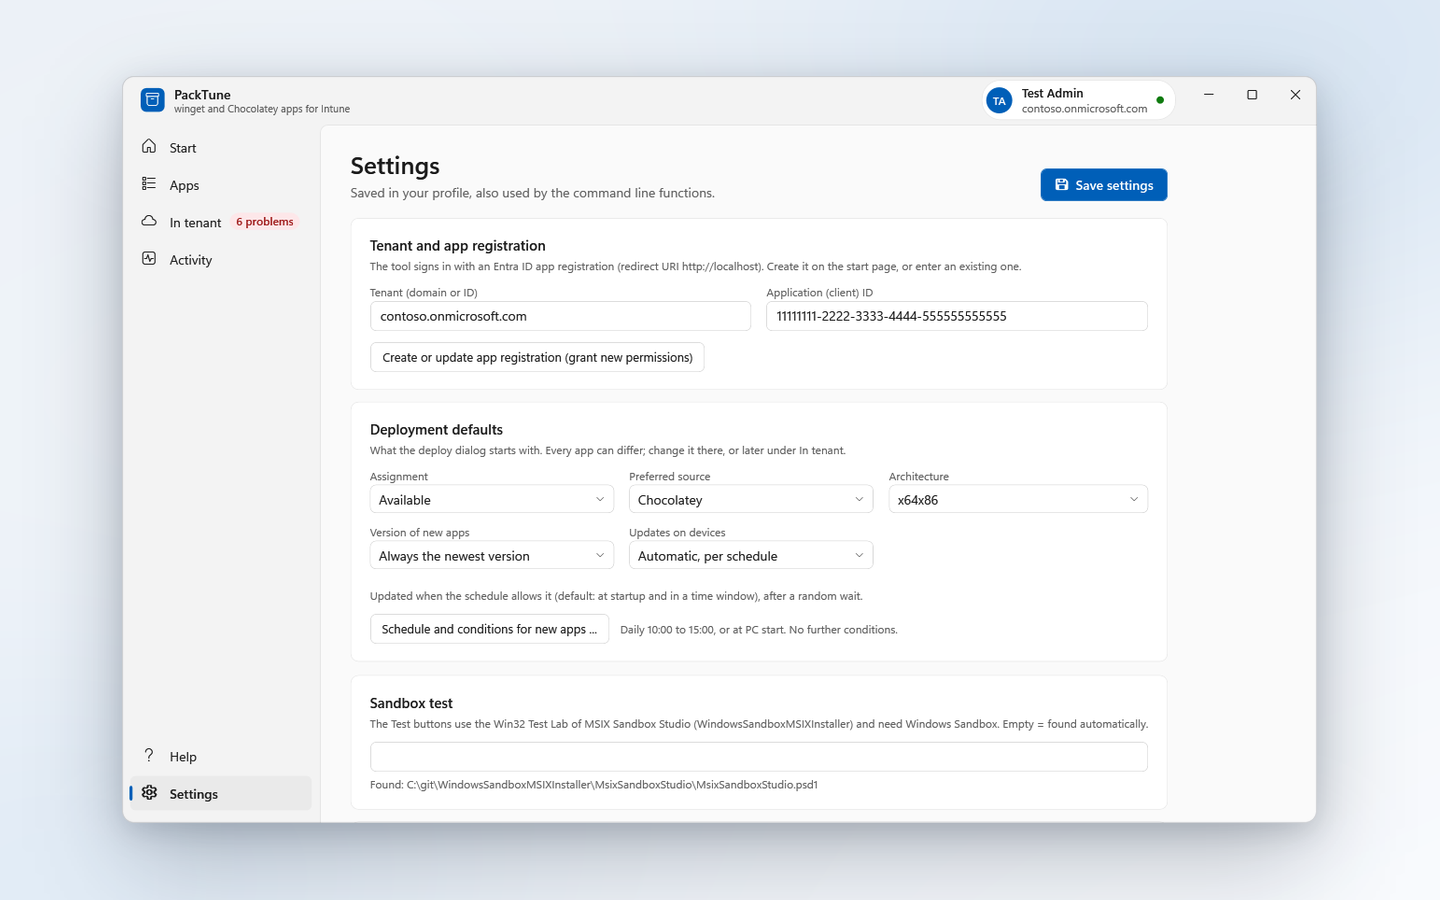 PackTune
winget and Chocolatey apps for Intune
TA
Test Admin
contoso.onmicrosoft.com
Start
Apps
In tenant 6 problems
Activity
Help
Settings
Settings
Saved in your profile, also used by the command line functions.
Save settings
Tenant and app registration
The tool signs in with an Entra ID app registration (redirect URI http://localhost). Create it on the start page, or enter an existing one.
Tenant (domain or ID) Application (client) ID
contoso.onmicrosoft.com 11111111-2222-3333-4444-555555555555
Create or update app registration (grant new permissions)
Deployment defaults
What the deploy dialog starts with. Every app can differ; change it there, or later under In tenant.
Assignment Preferred source Architecture
Available Chocolatey x64x86
Version of new apps Updates on devices
Always the newest version Automatic, per schedule
Updated when the schedule allows it (default: at startup and in a time window), after a random wait.
Schedule and conditions for new apps ... Daily 10:00 to 15:00, or at PC start. No further conditions.
Sandbox test
The Test buttons use the Win32 Test Lab of MSIX Sandbox Studio (WindowsSandboxMSIXInstaller) and need Windows Sandbox. Empty = found automatically.
Found: C:\git\WindowsSandboxMSIXInstaller\MsixSandboxStudio\MsixSandboxStudio.psd1